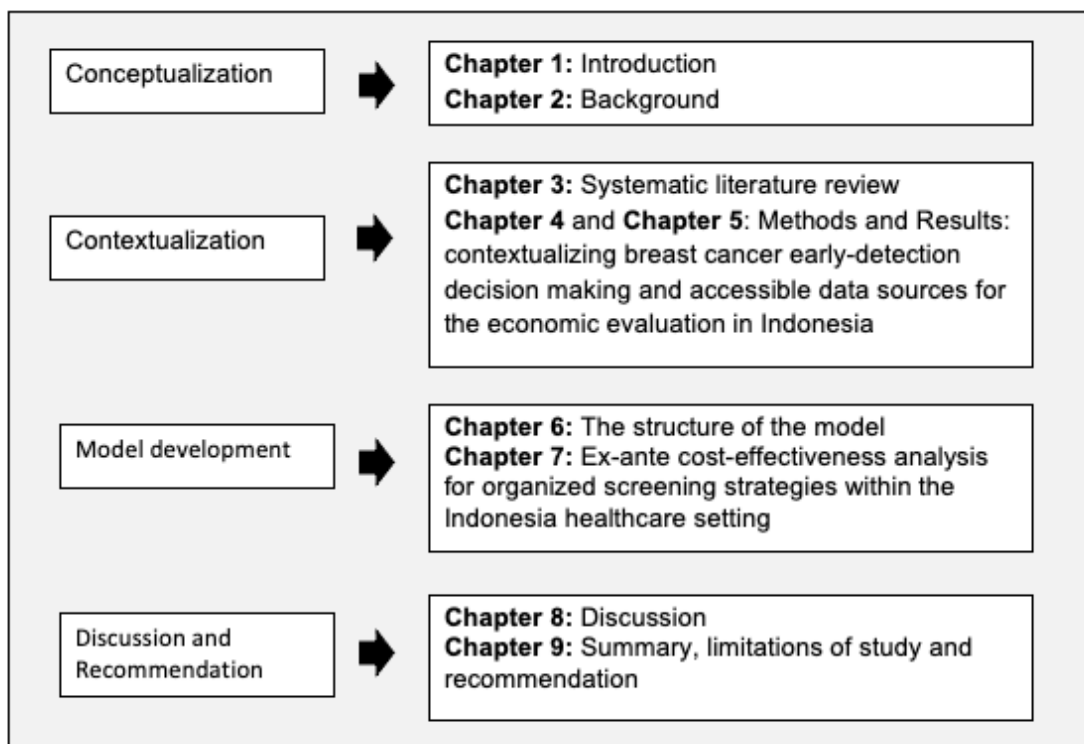 Conceptualization
Chapter 1: Introduction
Chapter 2: Background
Contextualization
Chapter 3: Systematic literature review
Chapter 4 and Chapter 5: Methods and Results:
contextualizing breast cancer early-detection
decision making and accessible data sources for
the economic evaluation in Indonesia
Model development
Chapter 6: The structure of the model
Chapter 7: Ex-ante cost-effectiveness analysis
for organized screening strategies within the
Indonesia healthcare setting
Discussion and
Recommendation
Chapter 8: Discussion
Chapter 9: Summary, limitations of study and
recommendation